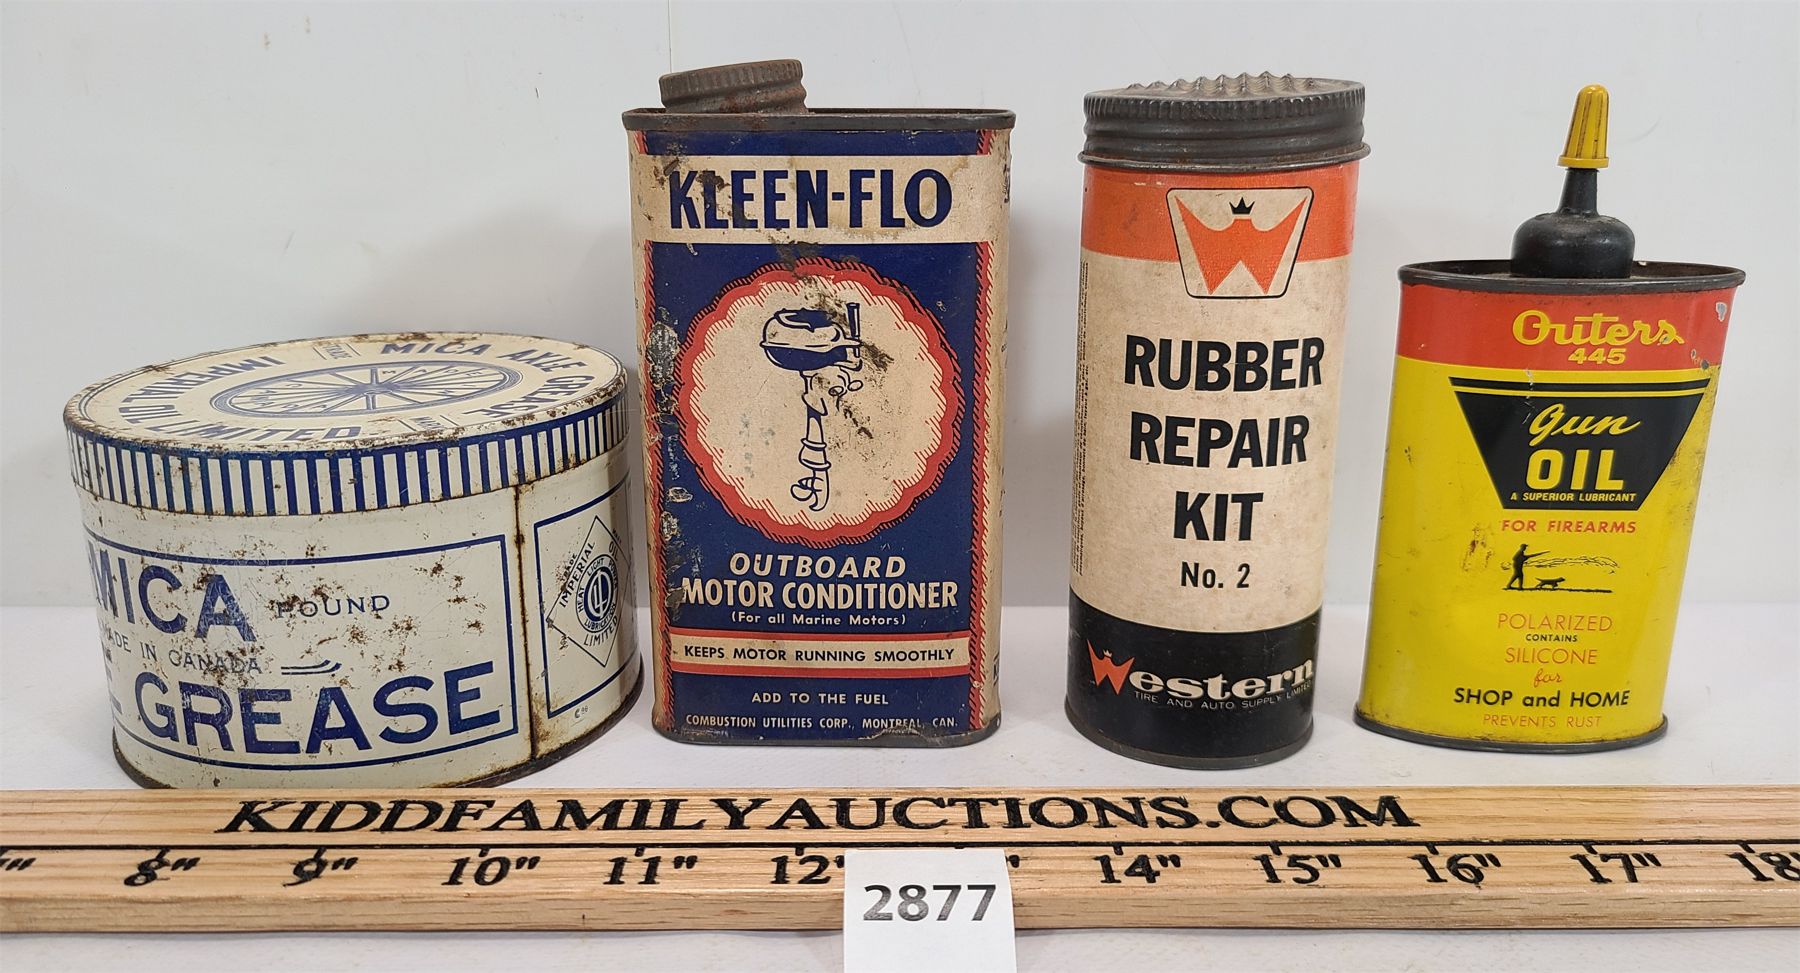 IMPERIAL OIL LIMITED
MICA AXLE GREASE
MICA
POUND
MADE IN CANADA
GREASE
IMPERIAL
OIL
LIMITED
C 96
KLEEN-FLO
OUTBOARD
MOTOR CONDITIONER
(For all Marine Motors)
KEEPS MOTOR RUNNING SMOOTHLY
ADD TO THE FUEL
COMBUSTION UTILITIES CORP., MONTREAL, CAN.
RUBBER
REPAIR
KIT
No. 2
Western
TIRE AND AUTO SUPPLY LIMITED
Outers
445
Gun
OIL
A SUPERIOR LUBRICANT
FOR FIREARMS
POLARIZED
CONTAINS
SILICONE
for
SHOP and HOME
PREVENTS RUST
KIDDFAMILYAUCTIONS.COM
8" 9" 10" 11" 12" 14" 15" 16" 17" 18
2877